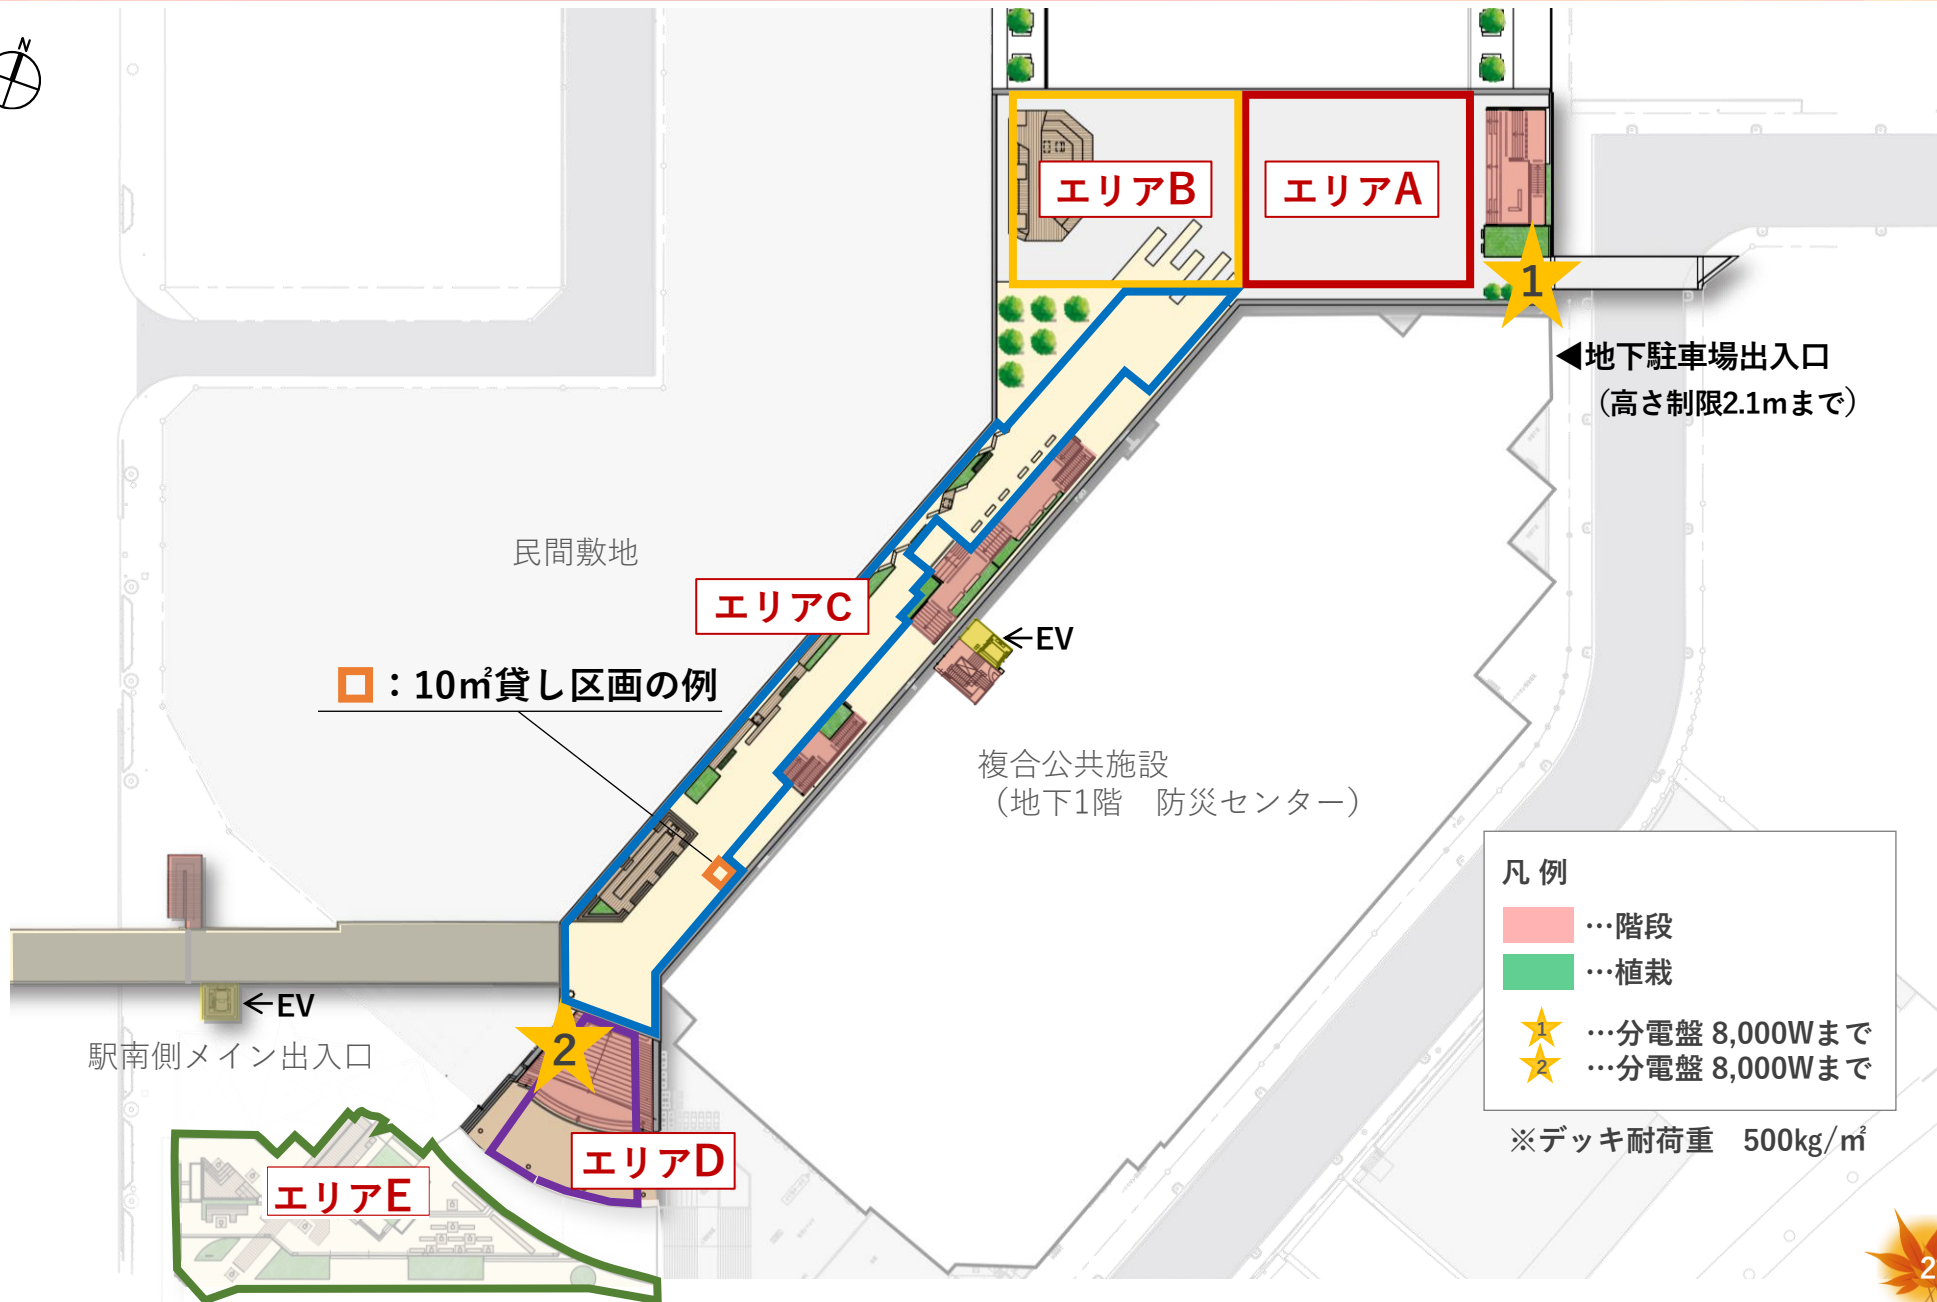 N
エリアB
エリアA
1
◀地下駐車場出入口
（高さ制限2.1mまで）
民間敷地
エリアC
←EV
：10㎡貸し区画の例
複合公共施設
（地下1階　防災センター）
凡 例
…階段
…植栽
1 …分電盤 8,000Wまで
2 …分電盤 8,000Wまで
※デッキ耐荷重　500kg/㎡
←EV
駅南側メイン出入口
2
エリアD
エリアE
2